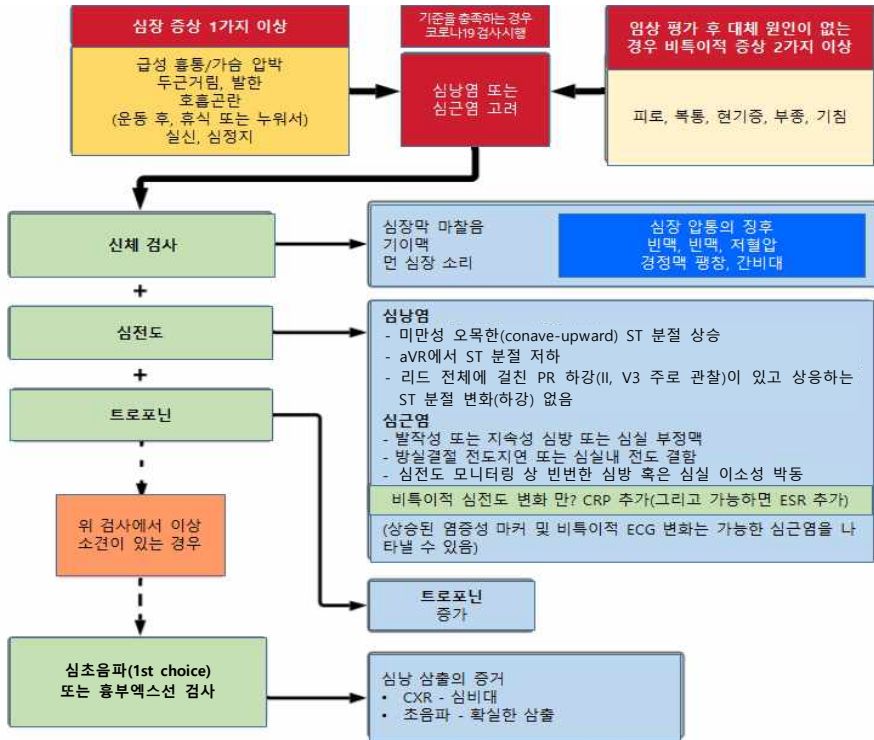 심장 증상 1가지 이상
급성 흉통/가슴 압박
두근거림, 발한
호흡곤란
(운동 후, 휴식 또는 누워서)
실신, 심정지
기준을 충족하는 경우
코로나19 검사시행
심낭염 또는
심근염 고려
임상 평가 후 대체 원인이 없는
경우 비특이적 증상 2가지 이상
피로, 복통, 현기증, 부종, 기침
신체 검사
심장막 마찰음
기이맥
먼 심장 소리
심장 압통의 징후
빈맥, 빈맥, 저혈압
경정맥 팽창, 간비대
+
심전도
심낭염
- 미만성 오목한(conave-upward) ST 분절 상승
- aVR에서 ST 분절 저하
- 리드 전체에 걸친 PR 하강(II, V3 주로 관찰)이 있고 상응하는
ST 분절 변화(하강) 없음
심근염
- 발작성 또는 지속성 심방 또는 심실 부정맥
- 방실결절 전도지연 또는 심실내 전도 결함
- 심전도 모니터링 상 빈번한 심방 혹은 심실 이소성 박동
비특이적 심전도 변화 만? CRP 추가(그리고 가능하면 ESR 추가)
(상승된 염증성 마커 및 비특이적 ECG 변화는 가능한 심근염을 나
타낼 수 있음)
+
트로포닌
트로포닌
증가
위 검사에서 이상
소견이 있는 경우
심초음파(1st choice)
또는 흉부엑스선 검사
심낭 삼출의 증거
• CXR - 심비대
• 초음파 - 확실한 삼출